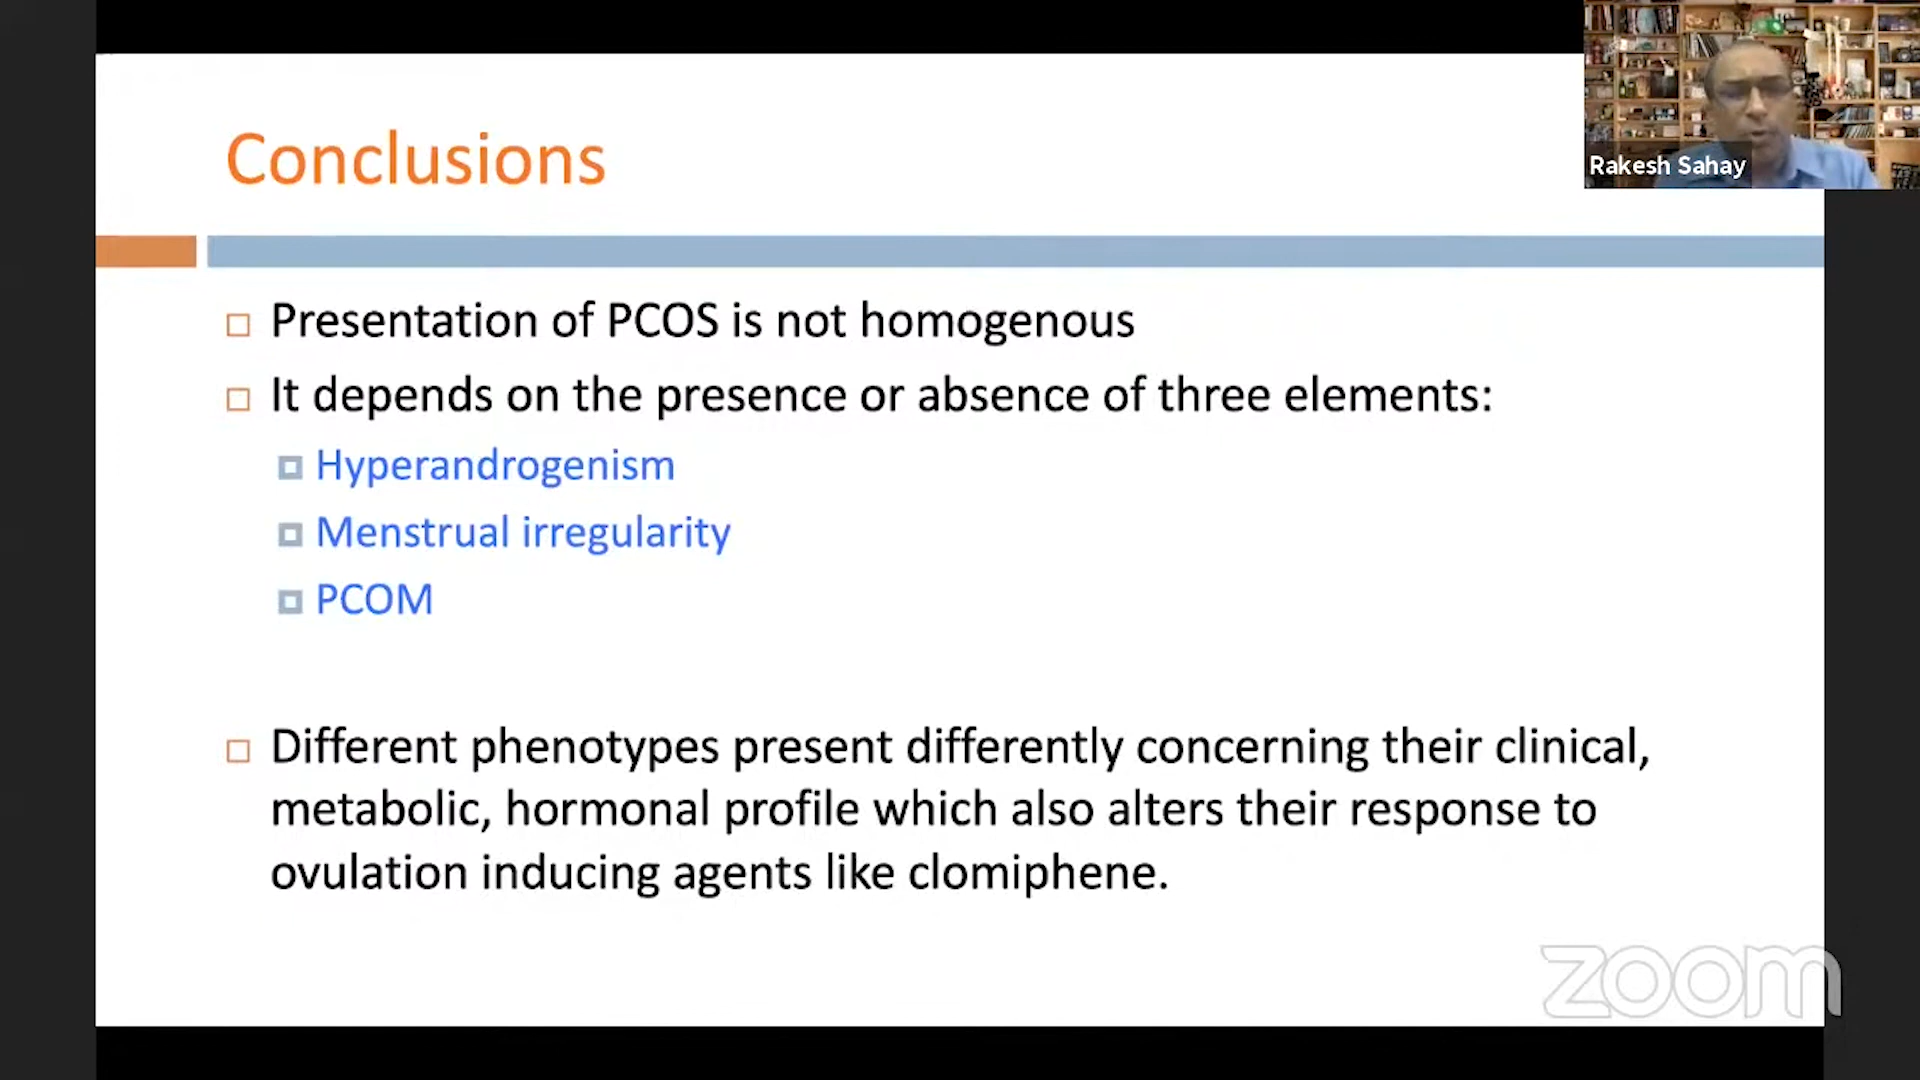 Conclusions
Rakesh Sahay
Presentation of PCOS is not homogenous
It depends on the presence or absence of three elements:
Hyperandrogenism
Menstrual irregularity
PCOM
Different phenotypes present differently concerning their clinical,
metabolic, hormonal profile which also alters their response to
ovulation inducing agents like clomiphene.
zoom